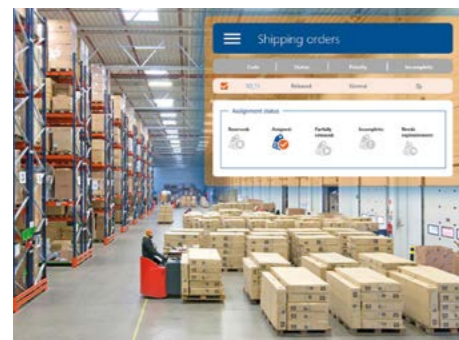 Shipping orders
Code Status Priority Incomplete
Released Normal
Assignment status
Reserved Assigned Partially released Incomplete Needs replenishment